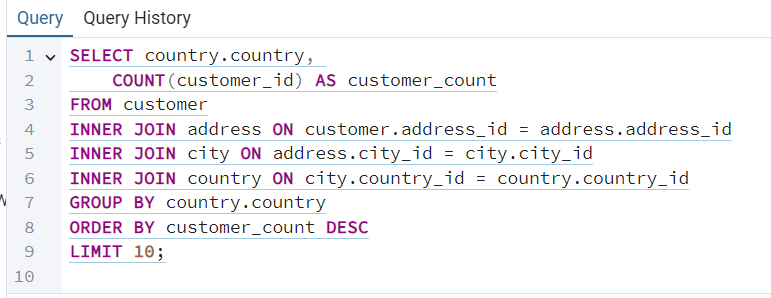 Query Query History
1 SELECT country.country,
2 COUNT(customer_id) AS customer_count
3 FROM customer
4 INNER JOIN address ON customer.address_id = address.address_id
5 INNER JOIN city ON address.city_id = city.city_id
6 INNER JOIN country ON city.country_id = country.country_id
7 GROUP BY country.country
8 ORDER BY customer_count DESC
9 LIMIT 10;
10